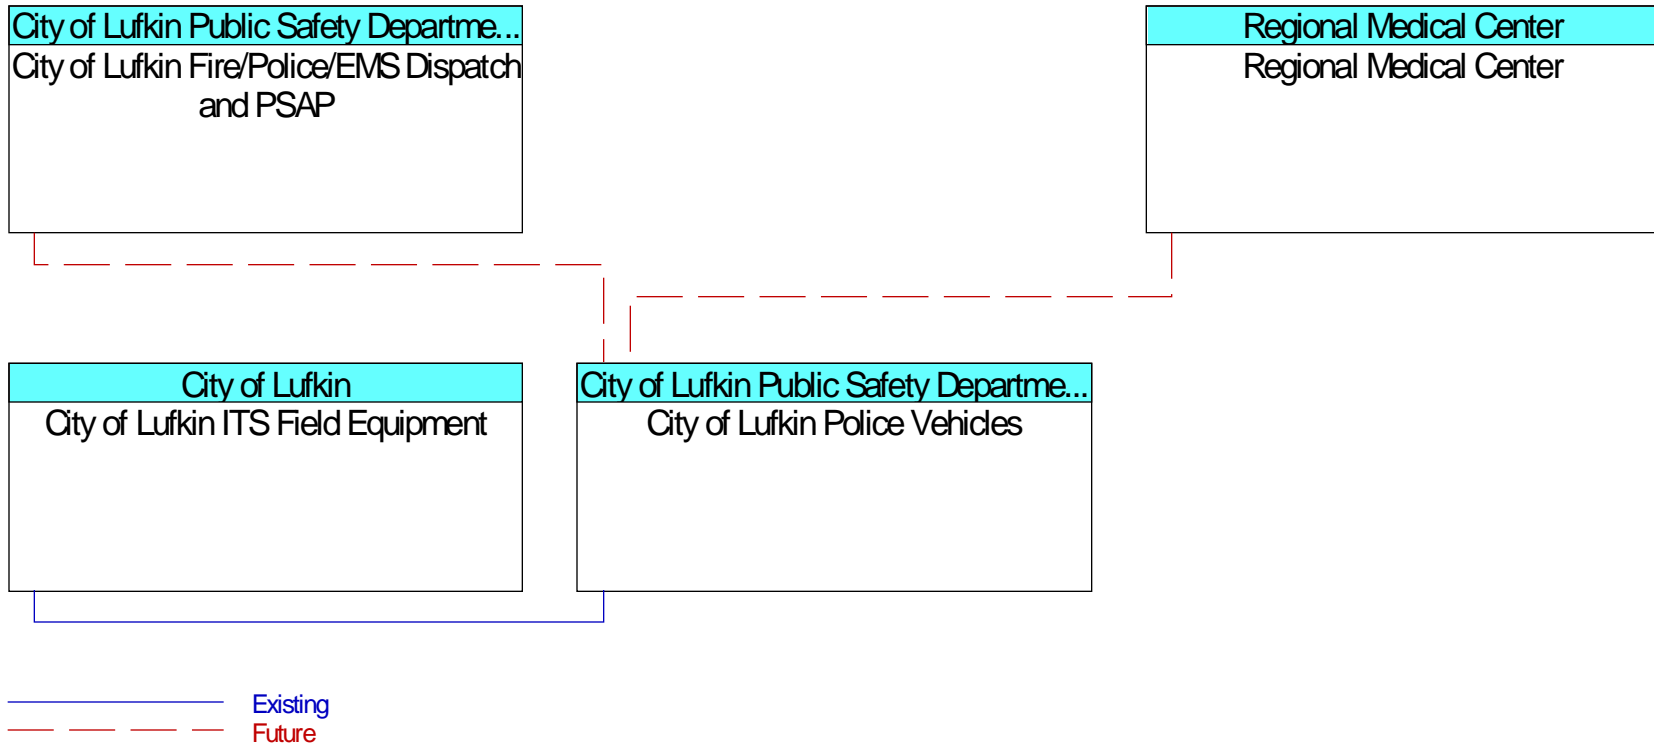 City of Lufkin Public Safety Departme...
City of Lufkin Fire/Police/EMS Dispatch
and PSAP
Regional Medical Center
Regional Medical Center
City of Lufkin
City of Lufkin ITS Field Equipment
City of Lufkin Public Safety Departme...
City of Lufkin Police Vehicles
Existing
Future